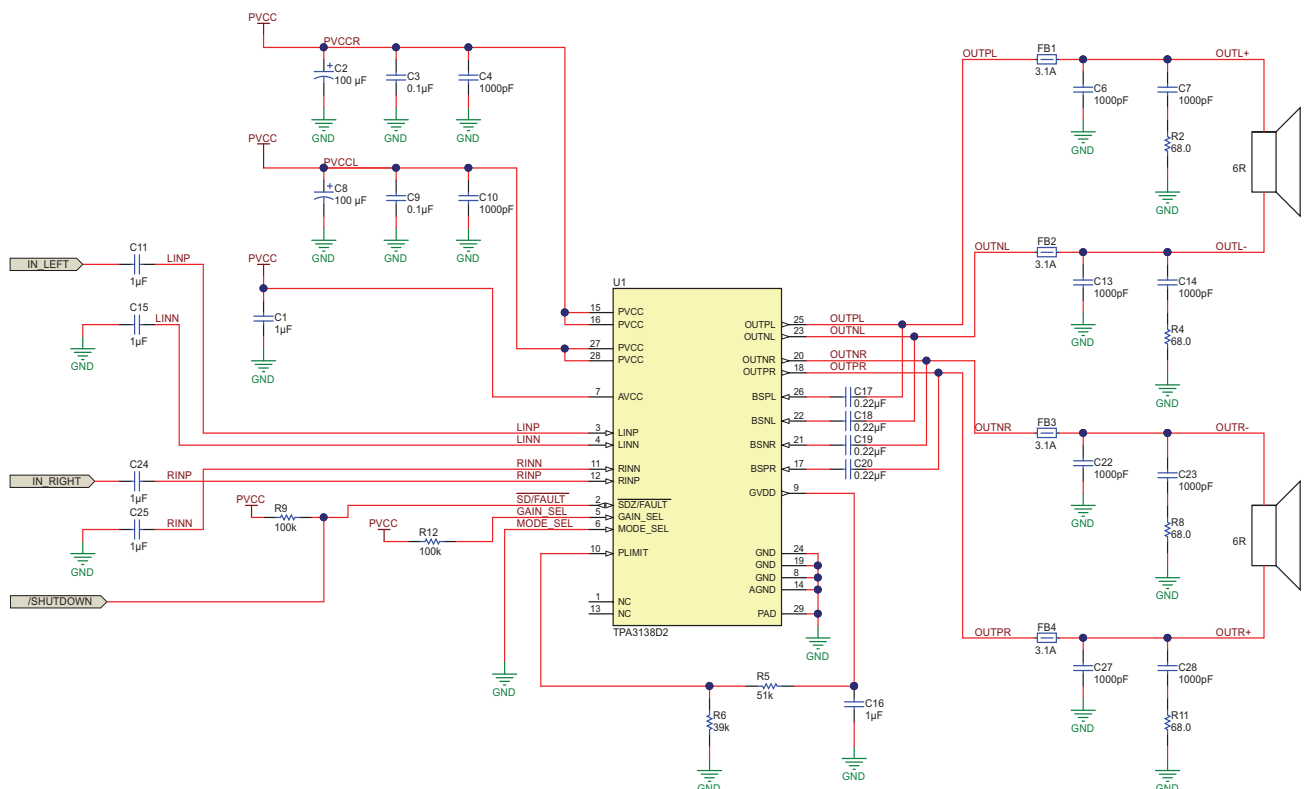 PVCC
PVCCR
C2
100 µF
C3
0.1µF
C4
1000pF
GND
GND
GND
PVCC
PVCCL
C8
100 µF
C9
0.1µF
C10
1000pF
GND
GND
GND
IN_LEFT
C11
1µF
LINP
C15
1µF
LINN
GND
PVCC
C1
1µF
GND
IN_RIGHT
C24
1µF
RINP
C25
1µF
RINN
GND
PVCC
R9
100k
PVCC
R12
100k
/SHUTDOWN
LINP
LINN
RINN
RINP
SD/FAULT
GAIN_SEL
MODE_SEL
GND
U1
15
PVCC
16
PVCC
27
PVCC
28
PVCC
7
AVCC
3
LINP
4
LINN
11
RINN
12
RINP
2
SDZ/FAULT
5
GAIN_SEL
6
MODE_SEL
10
PLIMIT
1
NC
13
NC
TPA3138D2
OUTPL
25
OUTPL
OUTNL
23
OUTNL
OUTNR
20
OUTNR
OUTPR
18
OUTPR
BSPL
26
C17
0.22µF
BSNL
22
C18
0.22µF
BSNR
21
C19
0.22µF
BSPR
17
C20
0.22µF
GVDD
9
GND
24
GND
19
GND
8
AGND
14
PAD
29
GND
R5
51k
R6
39k
GND
C16
1µF
GND
OUTPL
FB1
3.1A
OUTL+
C6
1000pF
C7
1000pF
GND
R2
68.0
GND
6R
OUTNL
FB2
3.1A
OUTL-
C13
1000pF
C14
1000pF
GND
R4
68.0
GND
OUTNR
FB3
3.1A
OUTR-
C22
1000pF
C23
1000pF
GND
R8
68.0
GND
6R
OUTPR
FB4
3.1A
OUTR+
C27
1000pF
C28
1000pF
GND
R11
68.0
GND